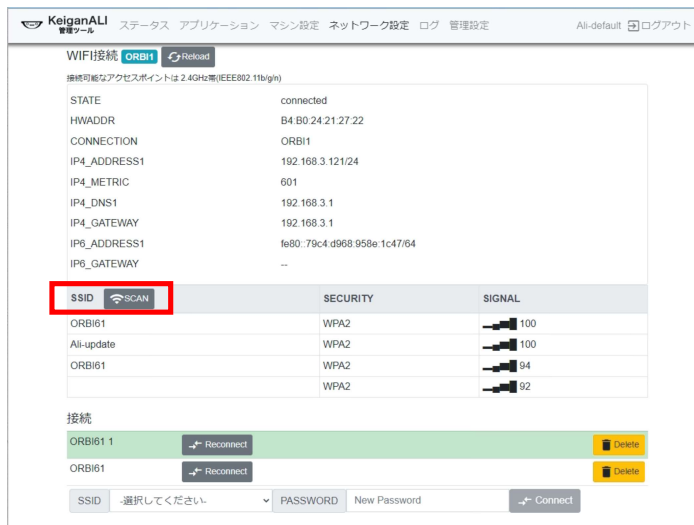 KeiganALI
管理ツール
ステータス アプリケーション マシン設定 ネットワーク設定 ログ 管理設定 Ali-default ログアウト
WIFI接続 ORBI1 Reload
接続可能なアクセスポイントは 2.4GHz帯(IEEE802.11b/g/n)
STATE connected
HWADDR B4:B0:24:21:27:22
CONNECTION ORBI1
IP4_ADDRESS1 192.168.3.121/24
IP4_METRIC 601
IP4_DNS1 192.168.3.1
IP4_GATEWAY 192.168.3.1
IP6_ADDRESS1 fe80::79c4:d968:958e:1c47/64
IP6_GATEWAY --
SSID SCAN SECURITY SIGNAL
ORBI61 WPA2 100
Ali-update WPA2 100
ORBI61 WPA2 94
WPA2 92
接続
ORBI61 1 Reconnect Delete
ORBI61 Reconnect Delete
SSID -選択してください- PASSWORD New Password Connect